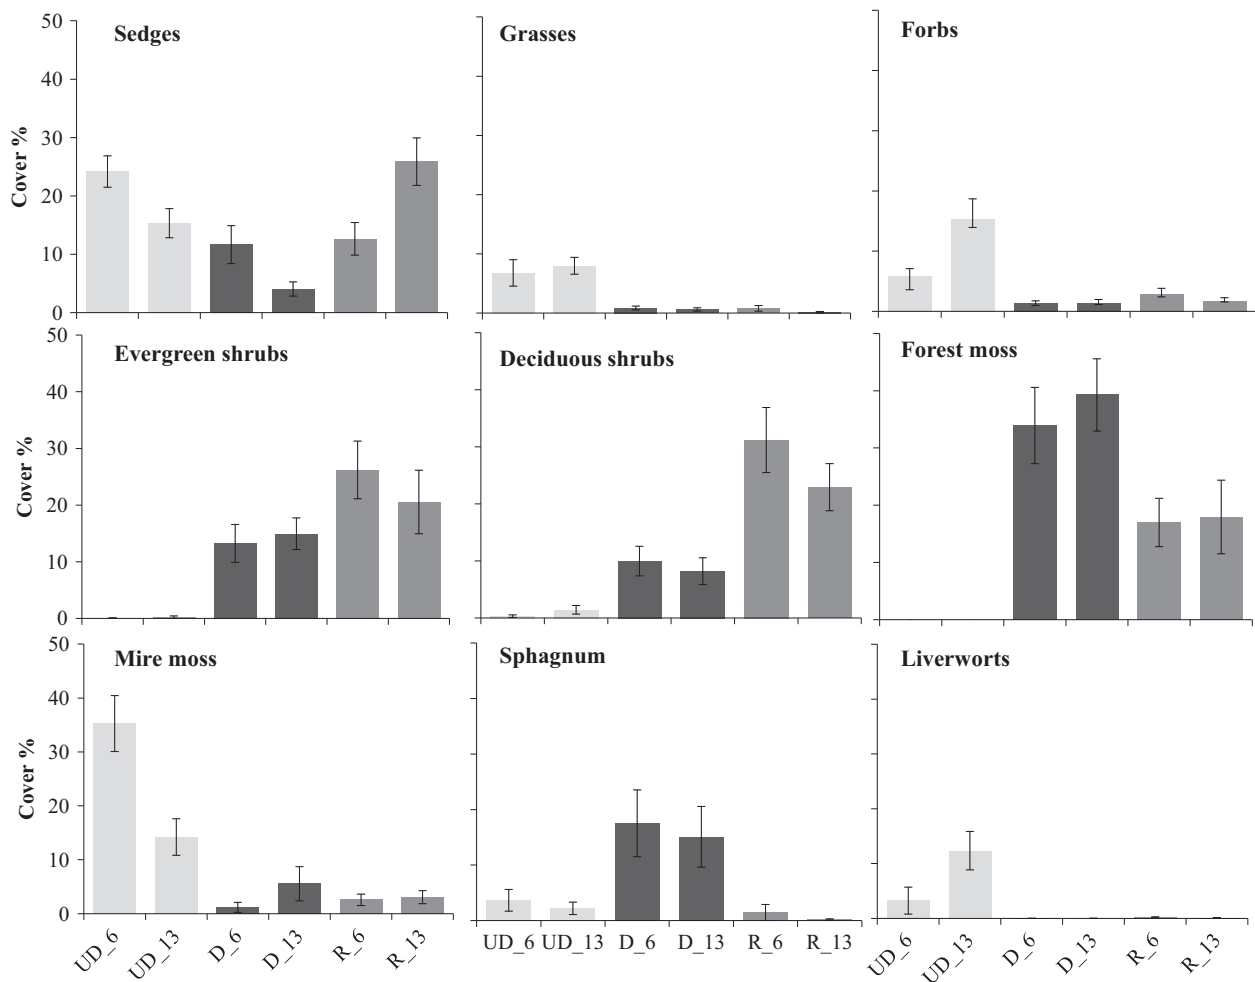 Sedges
Grasses
Forbs
50
40
30
20
10
0
Cover %
Evergreen shrubs
Deciduous shrubs
Forest moss
50
40
30
20
10
0
Cover %
Mire moss
Sphagnum
Liverworts
50
40
30
20
10
0
Cover %
UD_6 UD_13 D_6 D_13 R_6 R_13
UD_6 UD_13 D_6 D_13 R_6 R_13
UD_6 UD_13 D_6 D_13 R_6 R_13